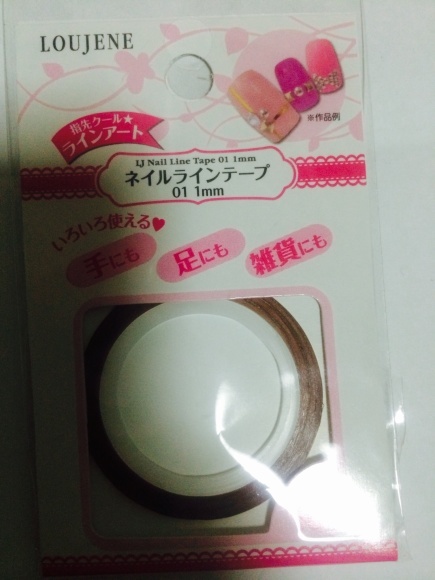 LOUJENE
※作品例
指先クール★
ラインアート
LJ Nail Line Tape 01 1mm
ネイルラインテープ
01 1mm
いろいろ使える♥
手にも
足にも
雑貨にも